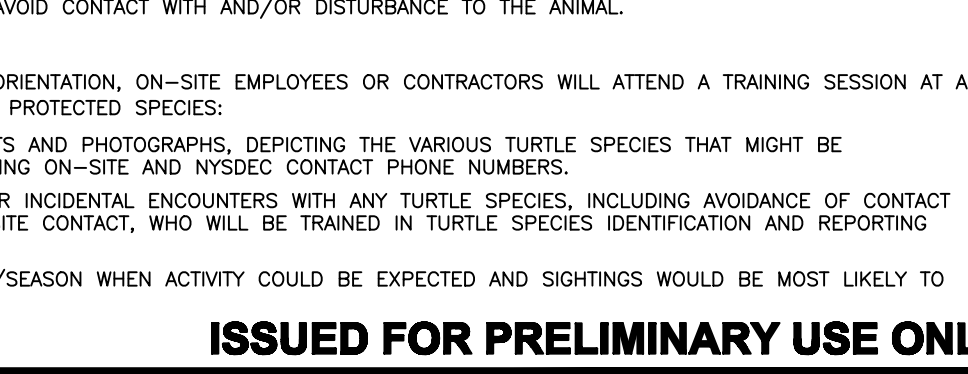 AVOID CONTACT WITH AND/OR DISTURBANCE TO THE ANIMAL.
ORIENTATION, ON-SITE EMPLOYEES OR CONTRACTORS WILL ATTEND A TRAINING SESSION AT A
PROTECTED SPECIES:
AND PHOTOGRAPHS, DEPICTING THE VARIOUS TURTLE SPECIES THAT MIGHT BE
ON-SITE AND NYSDEC CONTACT PHONE NUMBERS.
INCIDENTAL ENCOUNTERS WITH ANY TURTLE SPECIES, INCLUDING AVOIDANCE OF CONTACT
CONTACT, WHO WILL BE TRAINED IN TURTLE SPECIES IDENTIFICATION AND REPORTING
/SEASON WHEN ACTIVITY COULD BE EXPECTED AND SIGHTINGS WOULD BE MOST LIKELY TO
ISSUED FOR PRELIMINARY USE